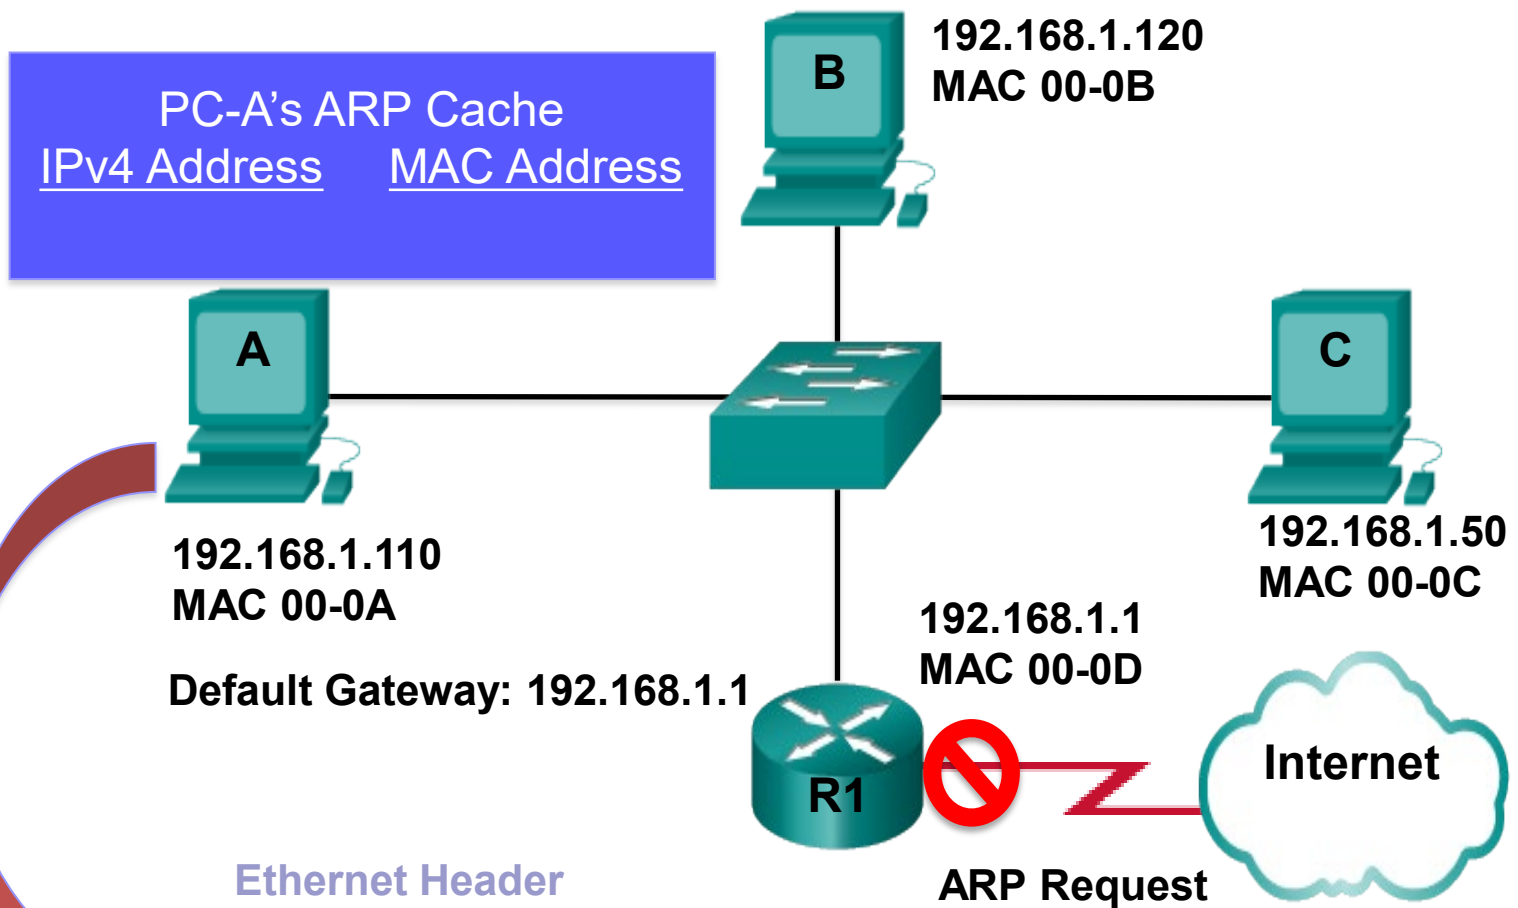 PC-A’s ARP Cache
IPv4 Address MAC Address
B
192.168.1.120
MAC 00-0B
A
C
192.168.1.110
MAC 00-0A
192.168.1.50
MAC 00-0C
192.168.1.1
MAC 00-0D
Default Gateway: 192.168.1.1
R1
Internet
Ethernet Header
ARP Request